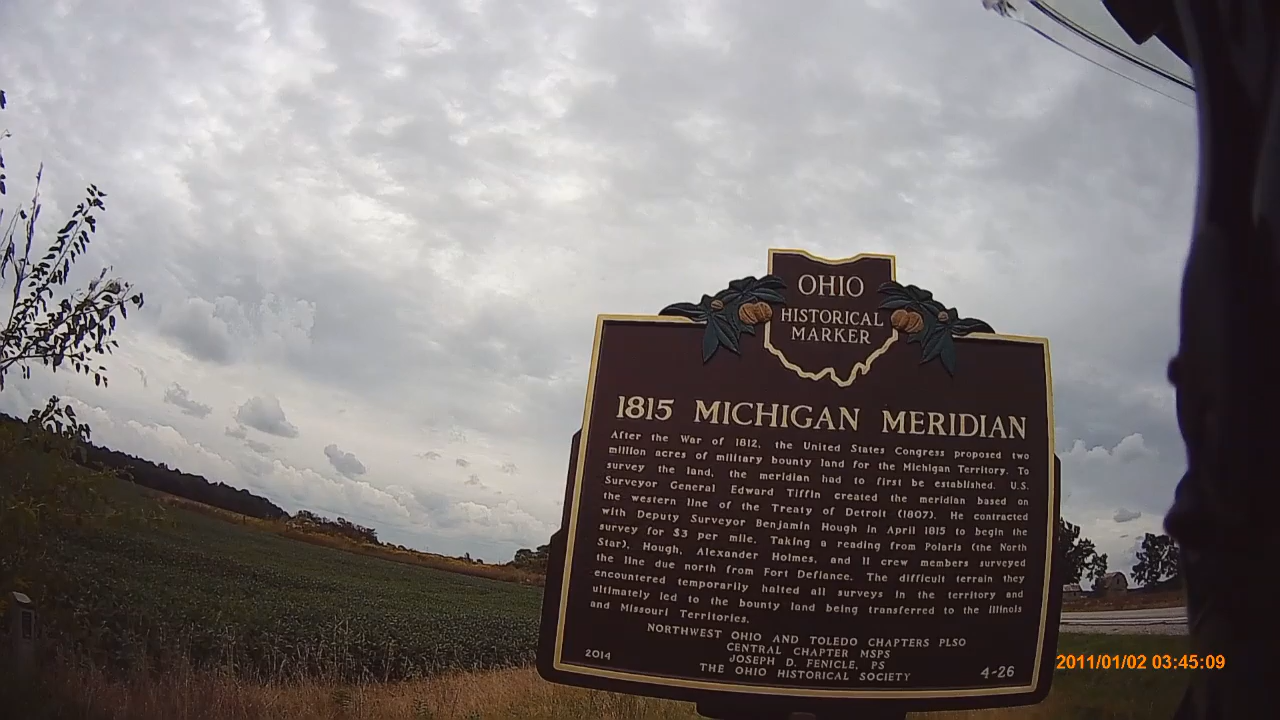 OHIO
HISTORICAL
MARKER
1815 MICHIGAN MERIDIAN
After the War of 1812, the United States Congress proposed two
million acres of military bounty land for the Michigan Territory. To
survey the land, the meridian had to first be established. U.S.
Surveyor General Edward Tiffin created the meridian based on
the western line of the Treaty of Detroit (1807). He contracted
with Deputy Surveyor Benjamin Hough in April 1815 to begin the
survey for $3 per mile. Taking a reading from Polaris (the North
Star), Hough, Alexander Holmes, and 11 crew members surveyed
the line due north from Fort Defiance. The difficult terrain they
encountered temporarily halted all surveys in the territory and
ultimately led to the bounty land being transferred to the Illinois
and Missouri Territories.
NORTHWEST OHIO AND TOLEDO CHAPTERS PLSO
CENTRAL CHAPTER MSPS
JOSEPH D. FENICLE, PS
THE OHIO HISTORICAL SOCIETY
2014
4-26
2011/01/02 03:45:09